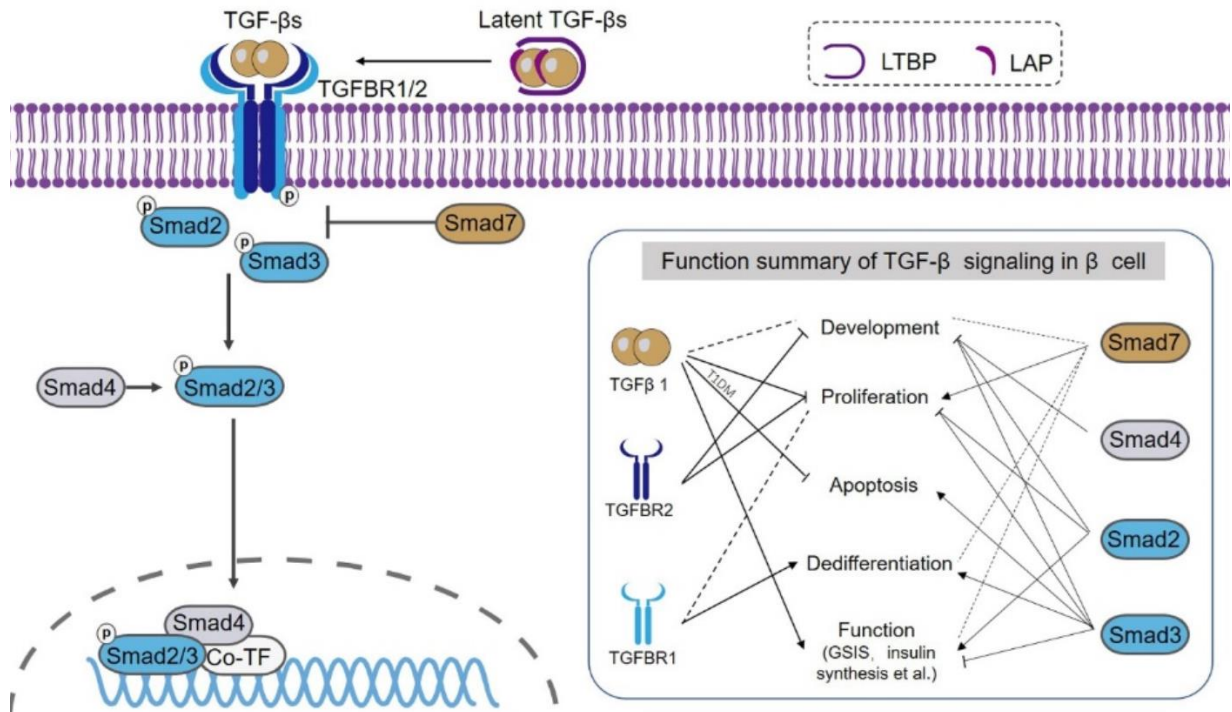 TGF-βs
Latent TGF-βs
LTBP
LAP
TGFBR1/2
p
p
Smad2
Smad7
p
Smad3
Function summary of TGF-β signaling in β cell
Development
Smad7
TGFβ 1
T1DM
Proliferation
p
Smad4
Smad2/3
Smad4
Apoptosis
TGFBR2
Smad2
Dedifferentiation
Smad4
p
Smad2/3
Co-TF
Function
(GSIS, insulin
synthesis et al.)
TGFBR1
Smad3